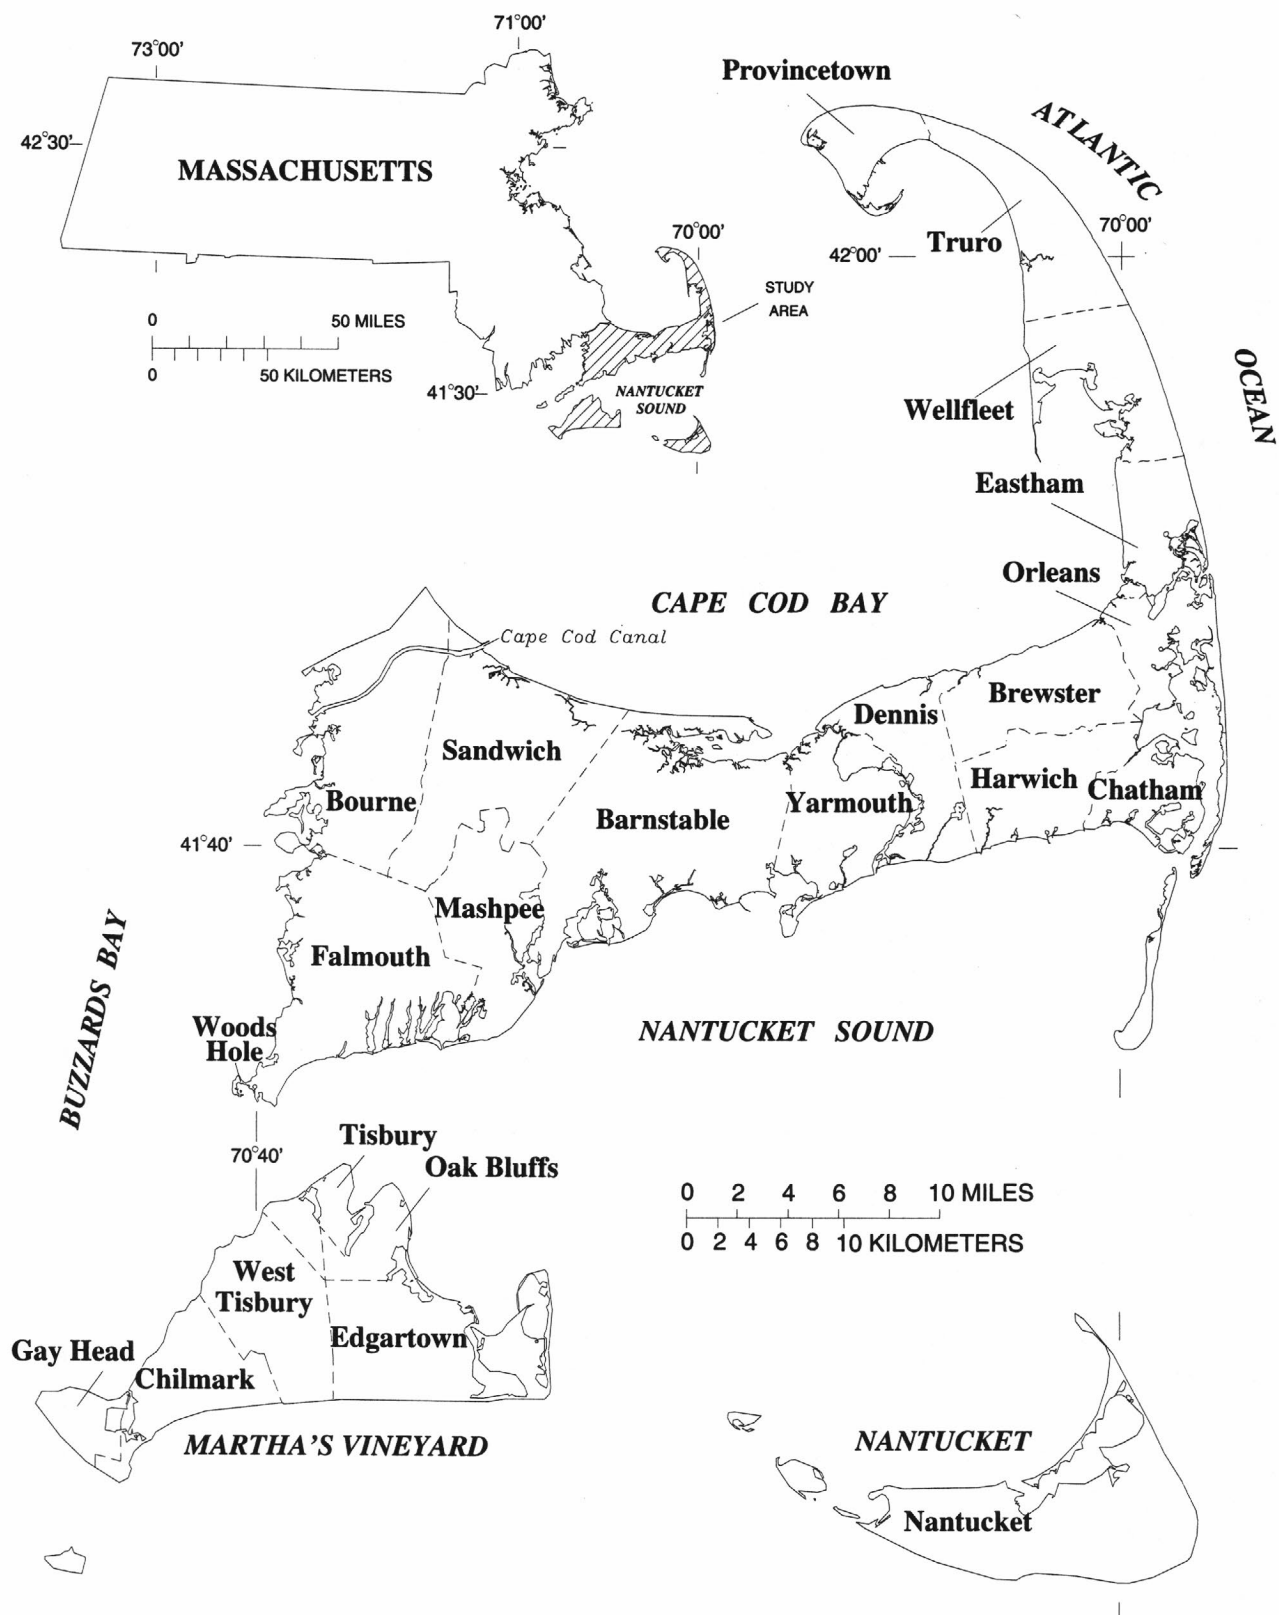 71°00'
73°00'
Provincetown
ATLANTIC
42°30'
MASSACHUSETTS
70°00'
70°00'
Truro
42°00'
STUDY
AREA
0 50 MILES
0 50 KILOMETERS
41°30'
NANTUCKET
SOUND
OCEAN
Wellfleet
Eastham
Orleans
CAPE COD BAY
Cape Cod Canal
Brewster
Dennis
Sandwich
Harwich
Chatham
Bourne
Yarmouth
Barnstable
41°40'
Mashpee
Falmouth
BUZZARDS BAY
Woods
Hole
NANTUCKET SOUND
Tisbury
70°40'
Oak Bluffs
0 2 4 6 8 10 MILES
0 2 4 6 8 10 KILOMETERS
West
Tisbury
Edgartown
Gay Head
Chilmark
MARTHA'S VINEYARD
NANTUCKET
Nantucket